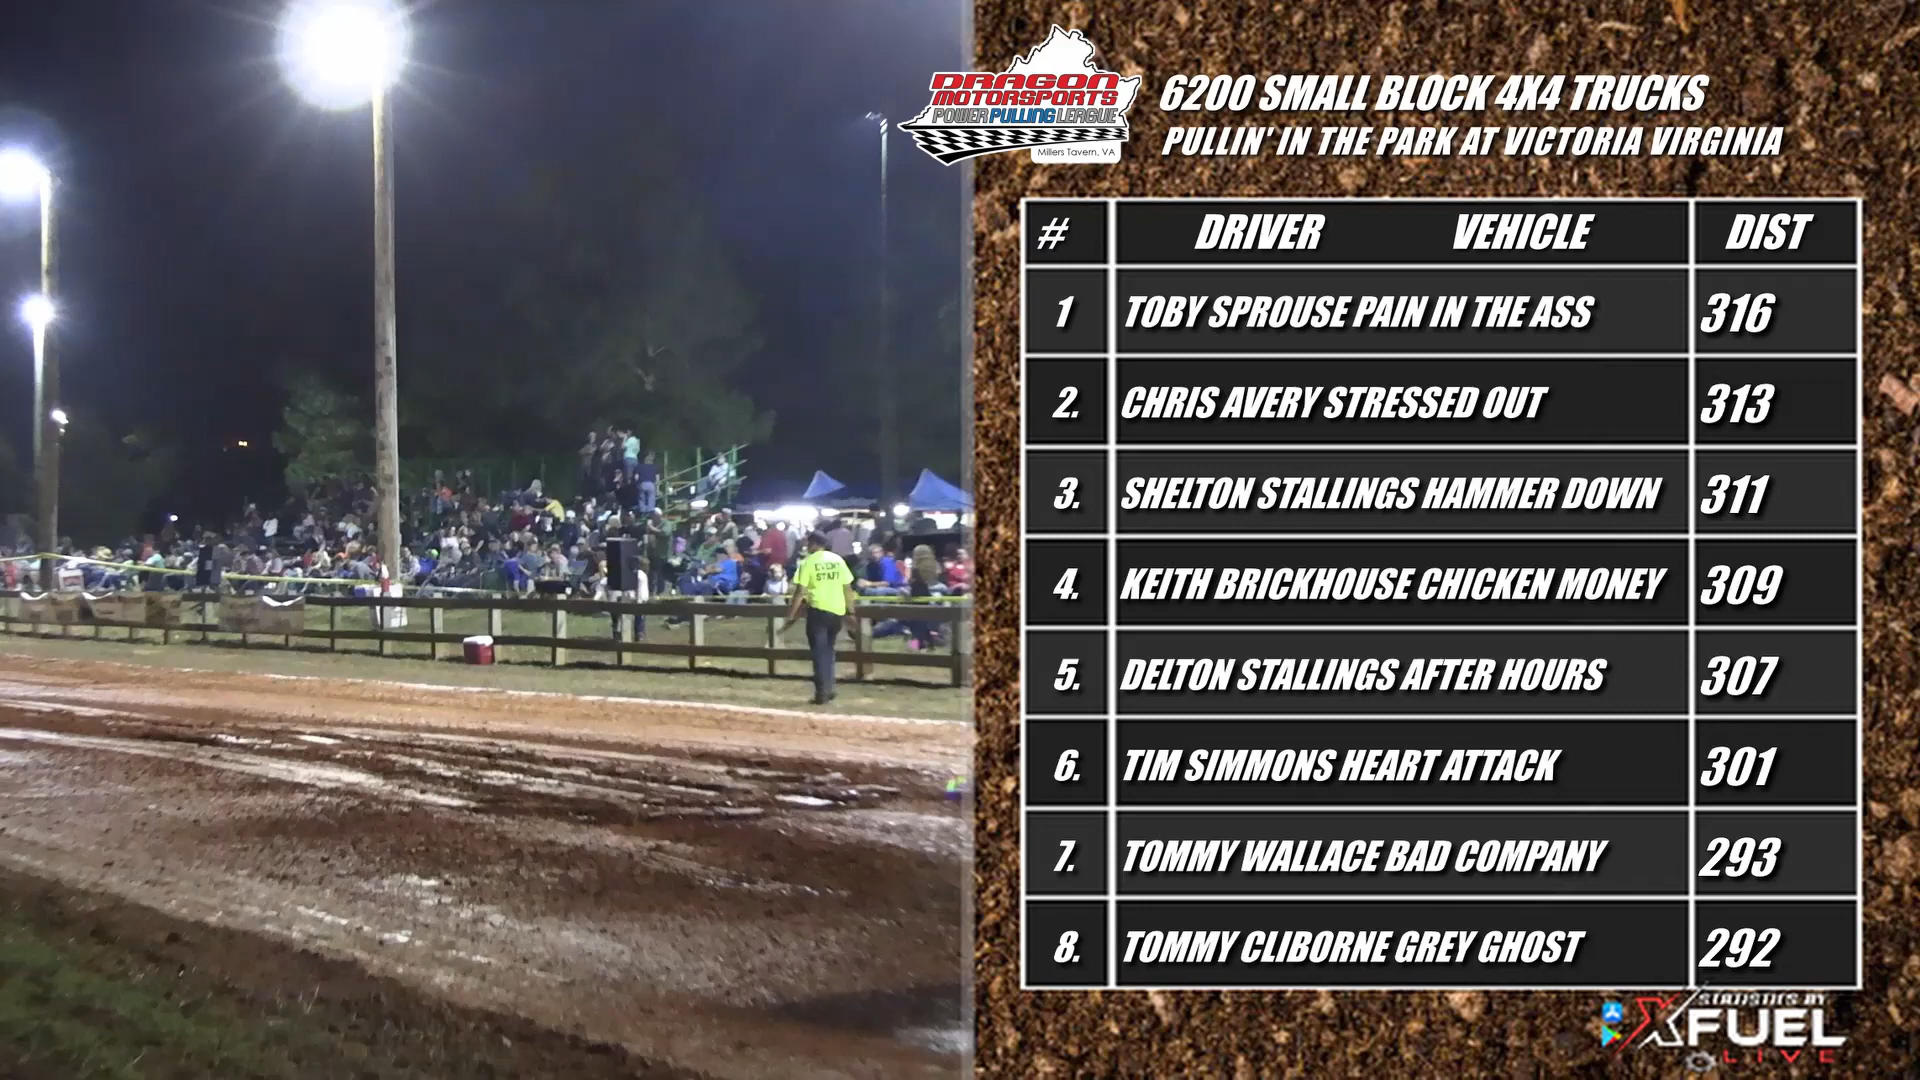 DRAGON
MOTORSPORTS
POWER PULLING LEAGUE
Millers Tavern, VA
6200 SMALL BLOCK 4X4 TRUCKS
PULLIN' IN THE PARK AT VICTORIA VIRGINIA
# DRIVER VEHICLE DIST
1 TOBY SPROUSE PAIN IN THE ASS 316
2. CHRIS AVERY STRESSED OUT 313
3. SHELTON STALLINGS HAMMER DOWN 311
4. KEITH BRICKHOUSE CHICKEN MONEY 309
5. DELTON STALLINGS AFTER HOURS 307
6. TIM SIMMONS HEART ATTACK 301
7. TOMMY WALLACE BAD COMPANY 293
8. TOMMY CLIBORNE GREY GHOST 292
STATISTICS BY
XFUEL
LIVE
EVENT
STAFF